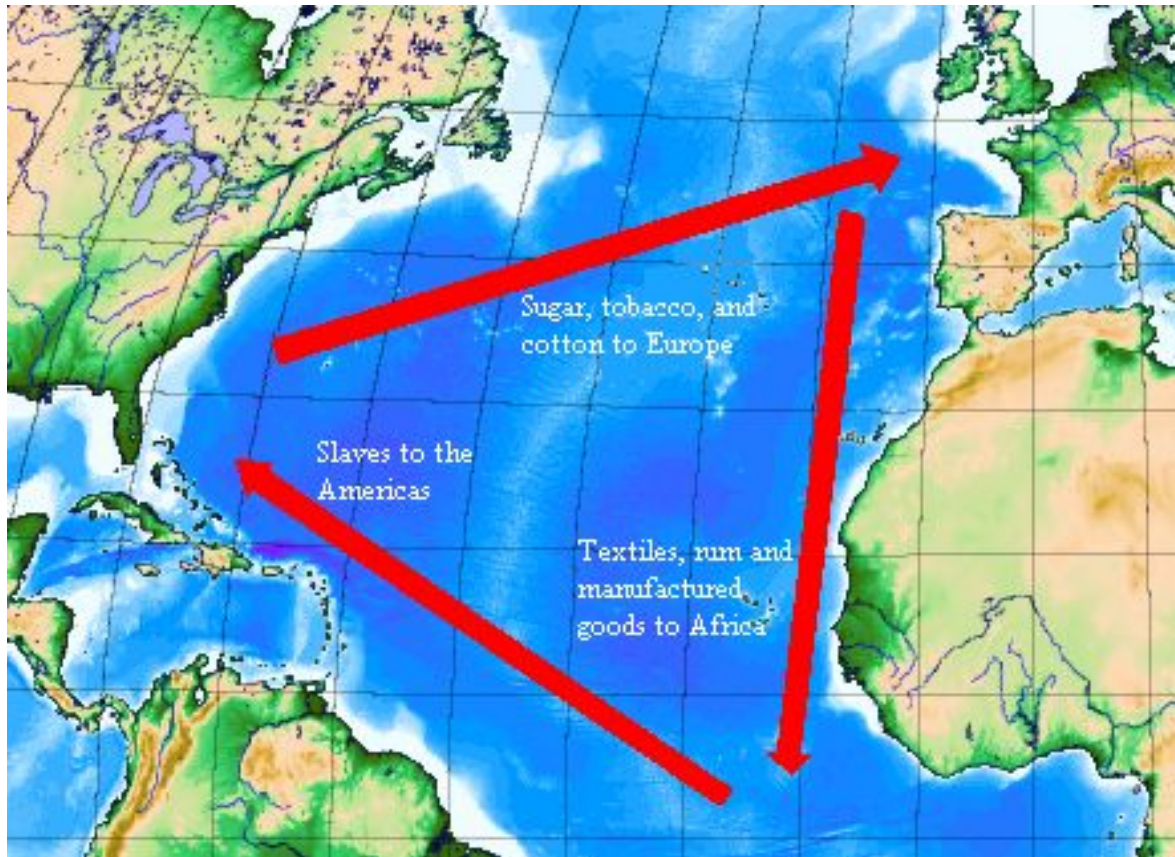 Sugar, tobacco, and
cotton to Europe
Slaves to the
Americas
Textiles, rum and
manufactured
goods to Africa